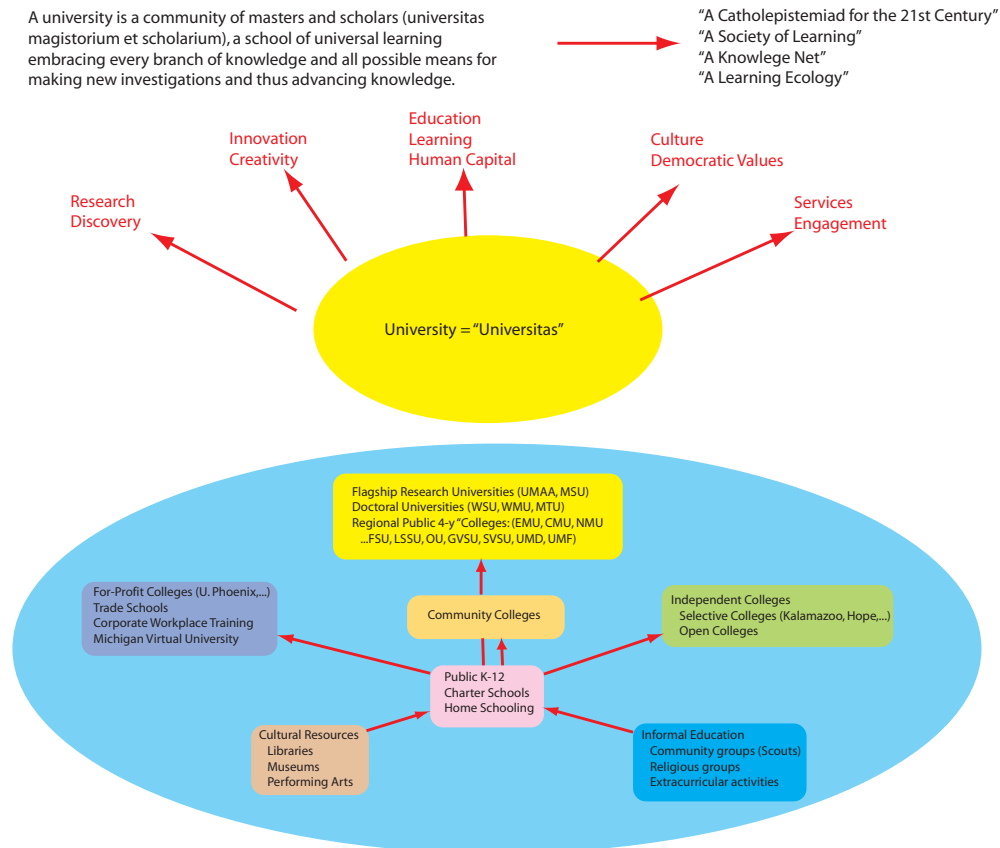 A university is a community of masters and scholars (universitas
magistorium et scholarium), a school of universal learning
embracing every branch of knowledge and all possible means for
making new investigations and thus advancing knowledge.
“A Catholepistemiad for the 21st Century”
“A Society of Learning”
“A Knowlege Net”
“A Learning Ecology”
Research
Discovery
Innovation
Creativity
Education
Learning
Human Capital
Culture
Democratic Values
Services
Engagement
University = “Universitas”
Flagship Research Universities (UMAA, MSU)
Doctoral Universities (WSU, WMU, MTU)
Regional Public 4-y “Colleges: (EMU, CMU, NMU
...FSU, LSSU, OU, GVSU, SVSU, UMD, UMF)
For-Profit Colleges (U. Phoenix,...)
Trade Schools
Corporate Workplace Training
Michigan Virtual University
Community Colleges
Independent Colleges
Selective Colleges (Kalamazoo, Hope,...)
Open Colleges
Public K-12
Charter Schools
Home Schooling
Cultural Resources
Libraries
Museums
Performing Arts
Informal Education
Community groups (Scouts)
Religious groups
Extracurricular activities